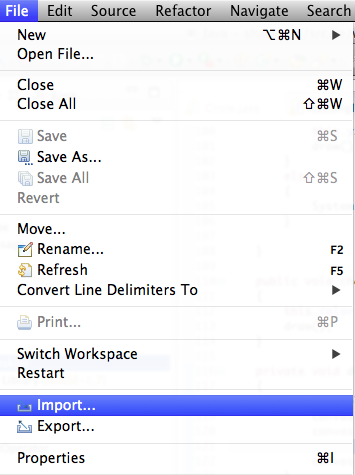 File Edit Source Refactor Navigate Search
New ⌥⌘N ▶
Open File...
Close ⌘W
Close All ⇧⌘W
Save ⌘S
Save As...
Save All ⇧⌘S
Revert
Move...
Rename... F2
Refresh F5
Convert Line Delimiters To ▶
Print... ⌘P
Switch Workspace ▶
Restart
Import...
Export...
Properties ⌘I